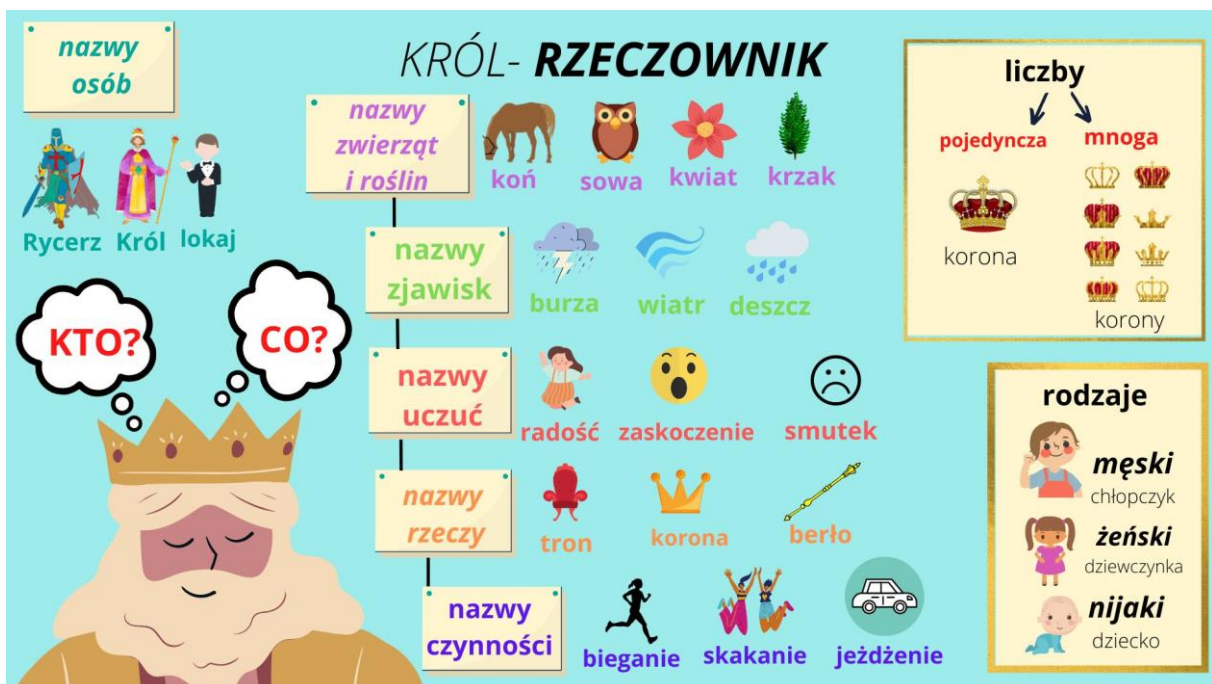 KRÓL- RZECZOWNIK
nazwy
osób
Rycerz Król lokaj
KTO?
CO?
nazwy
zwierząt
i roślin
koń sowa kwiat krzak
nazwy
zjawisk
burza wiatr deszcz
nazwy
uczuć
radość zaskoczenie smutek
nazwy
rzeczy
tron korona berło
nazwy
czynności
bieganie skakanie jeżdżenie
liczby
pojedyncza mnoga
korona
korony
rodzaje
męski
chłopczyk
żeński
dziewczynka
nijaki
dziecko